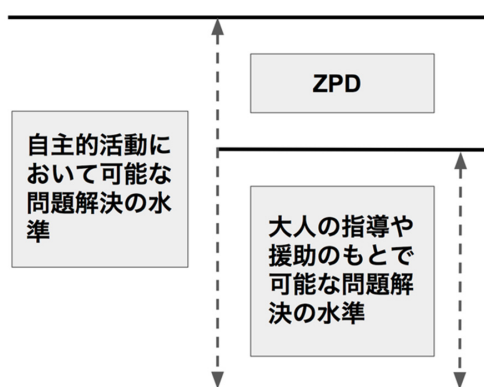 ZPD
自主的活動に
おいて可能な
問題解決の水
準
大人の指導や
援助のもとで
可能な問題解
決の水準